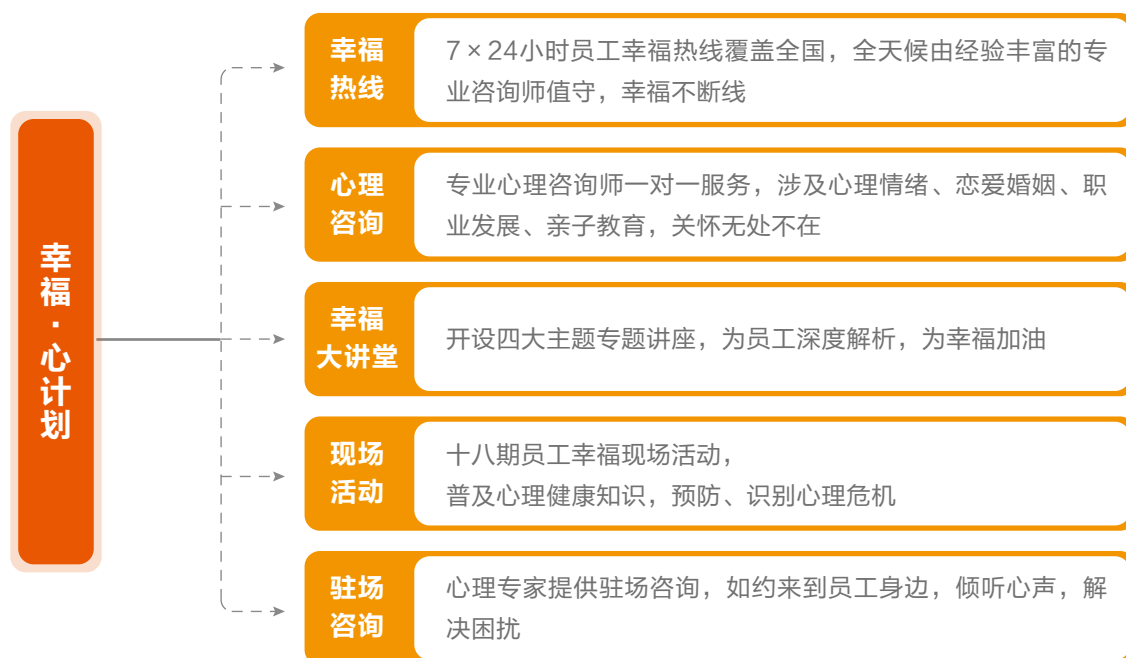 幸福·心计划
幸福
热线
7×24小时员工幸福热线覆盖全国，全天候由经验丰富的专
业咨询师值守，幸福不断线
心理
咨询
专业心理咨询师一对一服务，涉及心理情绪、恋爱婚姻、职
业发展、亲子教育，关怀无处不在
幸福
大讲堂
开设四大主题专题讲座，为员工深度解析，为幸福加油
现场
活动
十八期员工幸福现场活动，
普及心理健康知识，预防、识别心理危机
驻场
咨询
心理专家提供驻场咨询，如约来到员工身边，倾听心声，解
决困扰